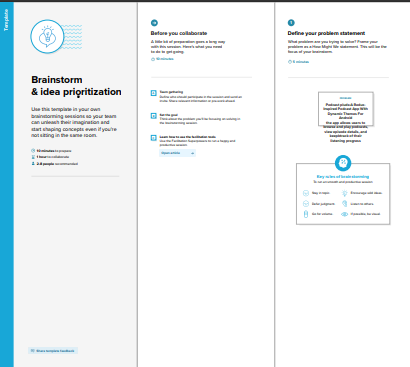 Template
Brainstorm
& idea prioritization
Use this template in your own
brainstorming sessions so your team
can unleash their imagination and
start shaping concepts even if you're
not sitting in the same room.
10 minutes to prepare
1 hour to collaborate
2-8 people recommended
Share template feedback
Before you collaborate
A little bit of preparation goes a long way
with this session. Here's what you need
to do to get going.
10 minutes
Team gathering
Define who should participate in the session and send an
invite. Share relevant information or pre-work ahead.
Set the goal
Think about the problem you'll be focusing on solving in
the brainstorming session.
Learn how to use the facilitation tools
Use the Facilitation Superpowers to run a happy and
productive session.
Open article
1
Define your problem statement
What problem are you trying to solve? Frame your
problem as a How Might We statement. This will be the
focus of your brainstorm.
5 minutes
PROBLEM
Inspired Podcast App With
Dynamic Themes For
Android
the app allows users to
browse and play podcasts,
view episode details, and
keep track of their
listening progress
Key rules of brainstorming
To run an smooth and productive session
Stay in topic.
Encourage wild ideas.
Defer judgment.
Listen to others.
Go for volume.
If possible, be visual.